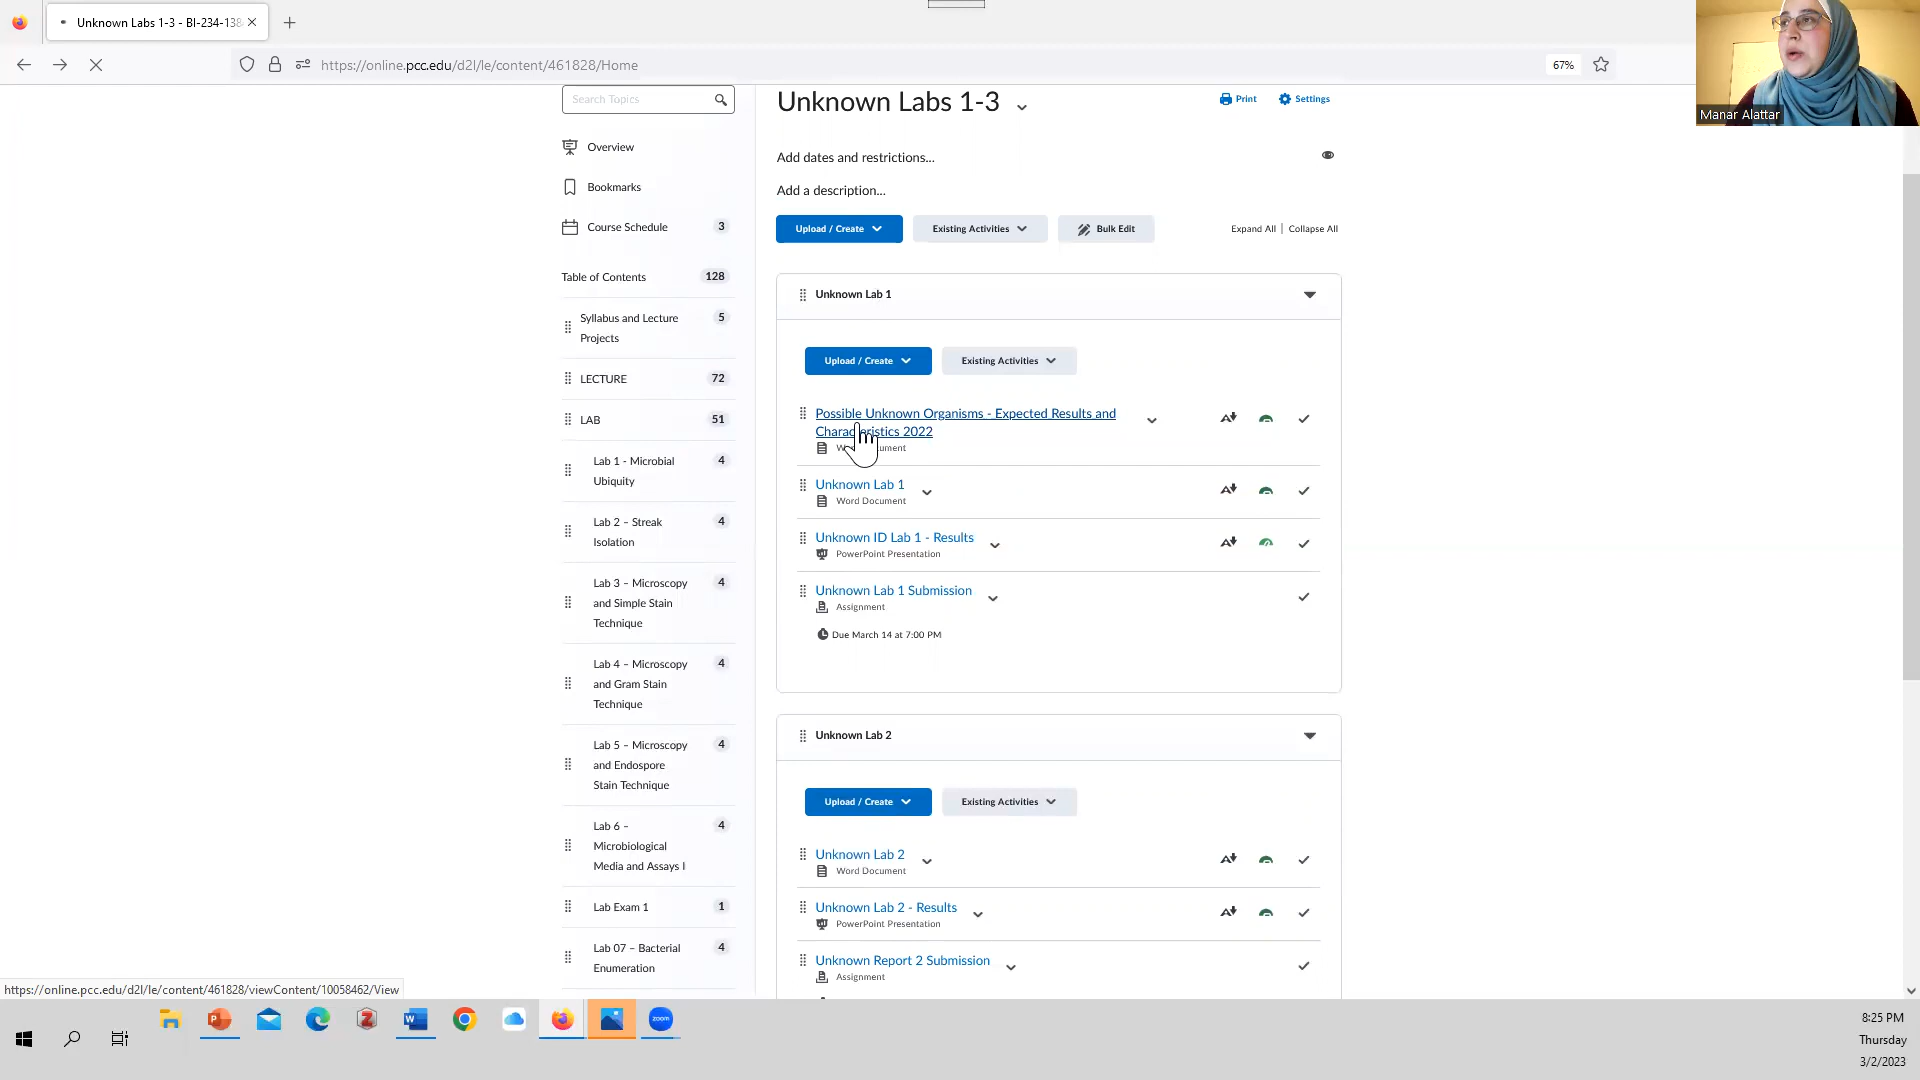 Unknown Labs 1-3 - BI-234-138
https://online.pcc.edu/d2l/le/content/461828/Home
67%
Manar Alattar
Search Topics
Overview
Bookmarks
Course Schedule 3
Table of Contents 128
Syllabus and Lecture 5
Projects
LECTURE 72
LAB 51
Lab 1 - Microbial 4
Ubiquity
Lab 2 – Streak 4
Isolation
Lab 3 – Microscopy 4
and Simple Stain
Technique
Lab 4 – Microscopy 4
and Gram Stain
Technique
Lab 5 – Microscopy 4
and Endospore
Stain Technique
Lab 6 – 4
Microbiological
Media and Assays I
Lab Exam 1 1
Lab 07 – Bacterial 4
Enumeration
Unknown Labs 1-3
Print Settings
Add dates and restrictions...
Add a description...
Upload / Create Existing Activities Bulk Edit Expand All | Collapse All
Unknown Lab 1
Upload / Create Existing Activities
Possible Unknown Organisms - Expected Results and
Characteristics 2022
Unknown Lab 1
Word Document
Unknown ID Lab 1 - Results
PowerPoint Presentation
Unknown Lab 1 Submission
Assignment
Due March 14 at 7:00 PM
Unknown Lab 2
Upload / Create Existing Activities
Unknown Lab 2
Word Document
Unknown Lab 2 - Results
PowerPoint Presentation
Unknown Report 2 Submission
Assignment
https://online.pcc.edu/d2l/le/content/461828/viewContent/10058462/View
zoom
8:25 PM
Thursday
3/2/2023